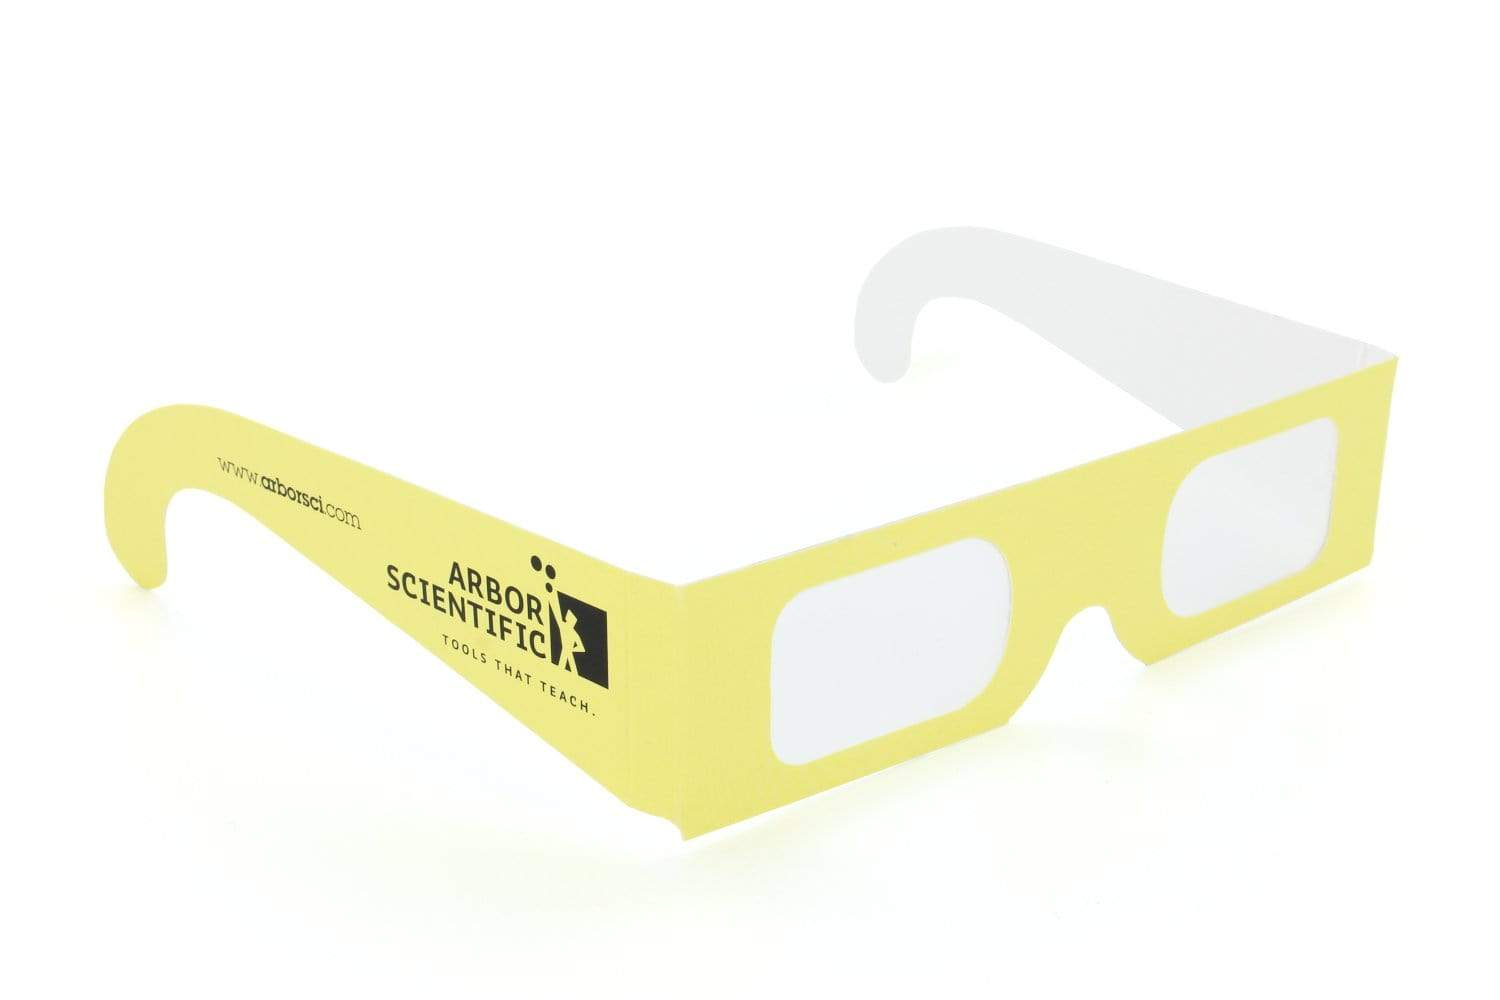 www.arborsci.com
ARBOR
SCIENTIFIC
TOOLS THAT TEACH.